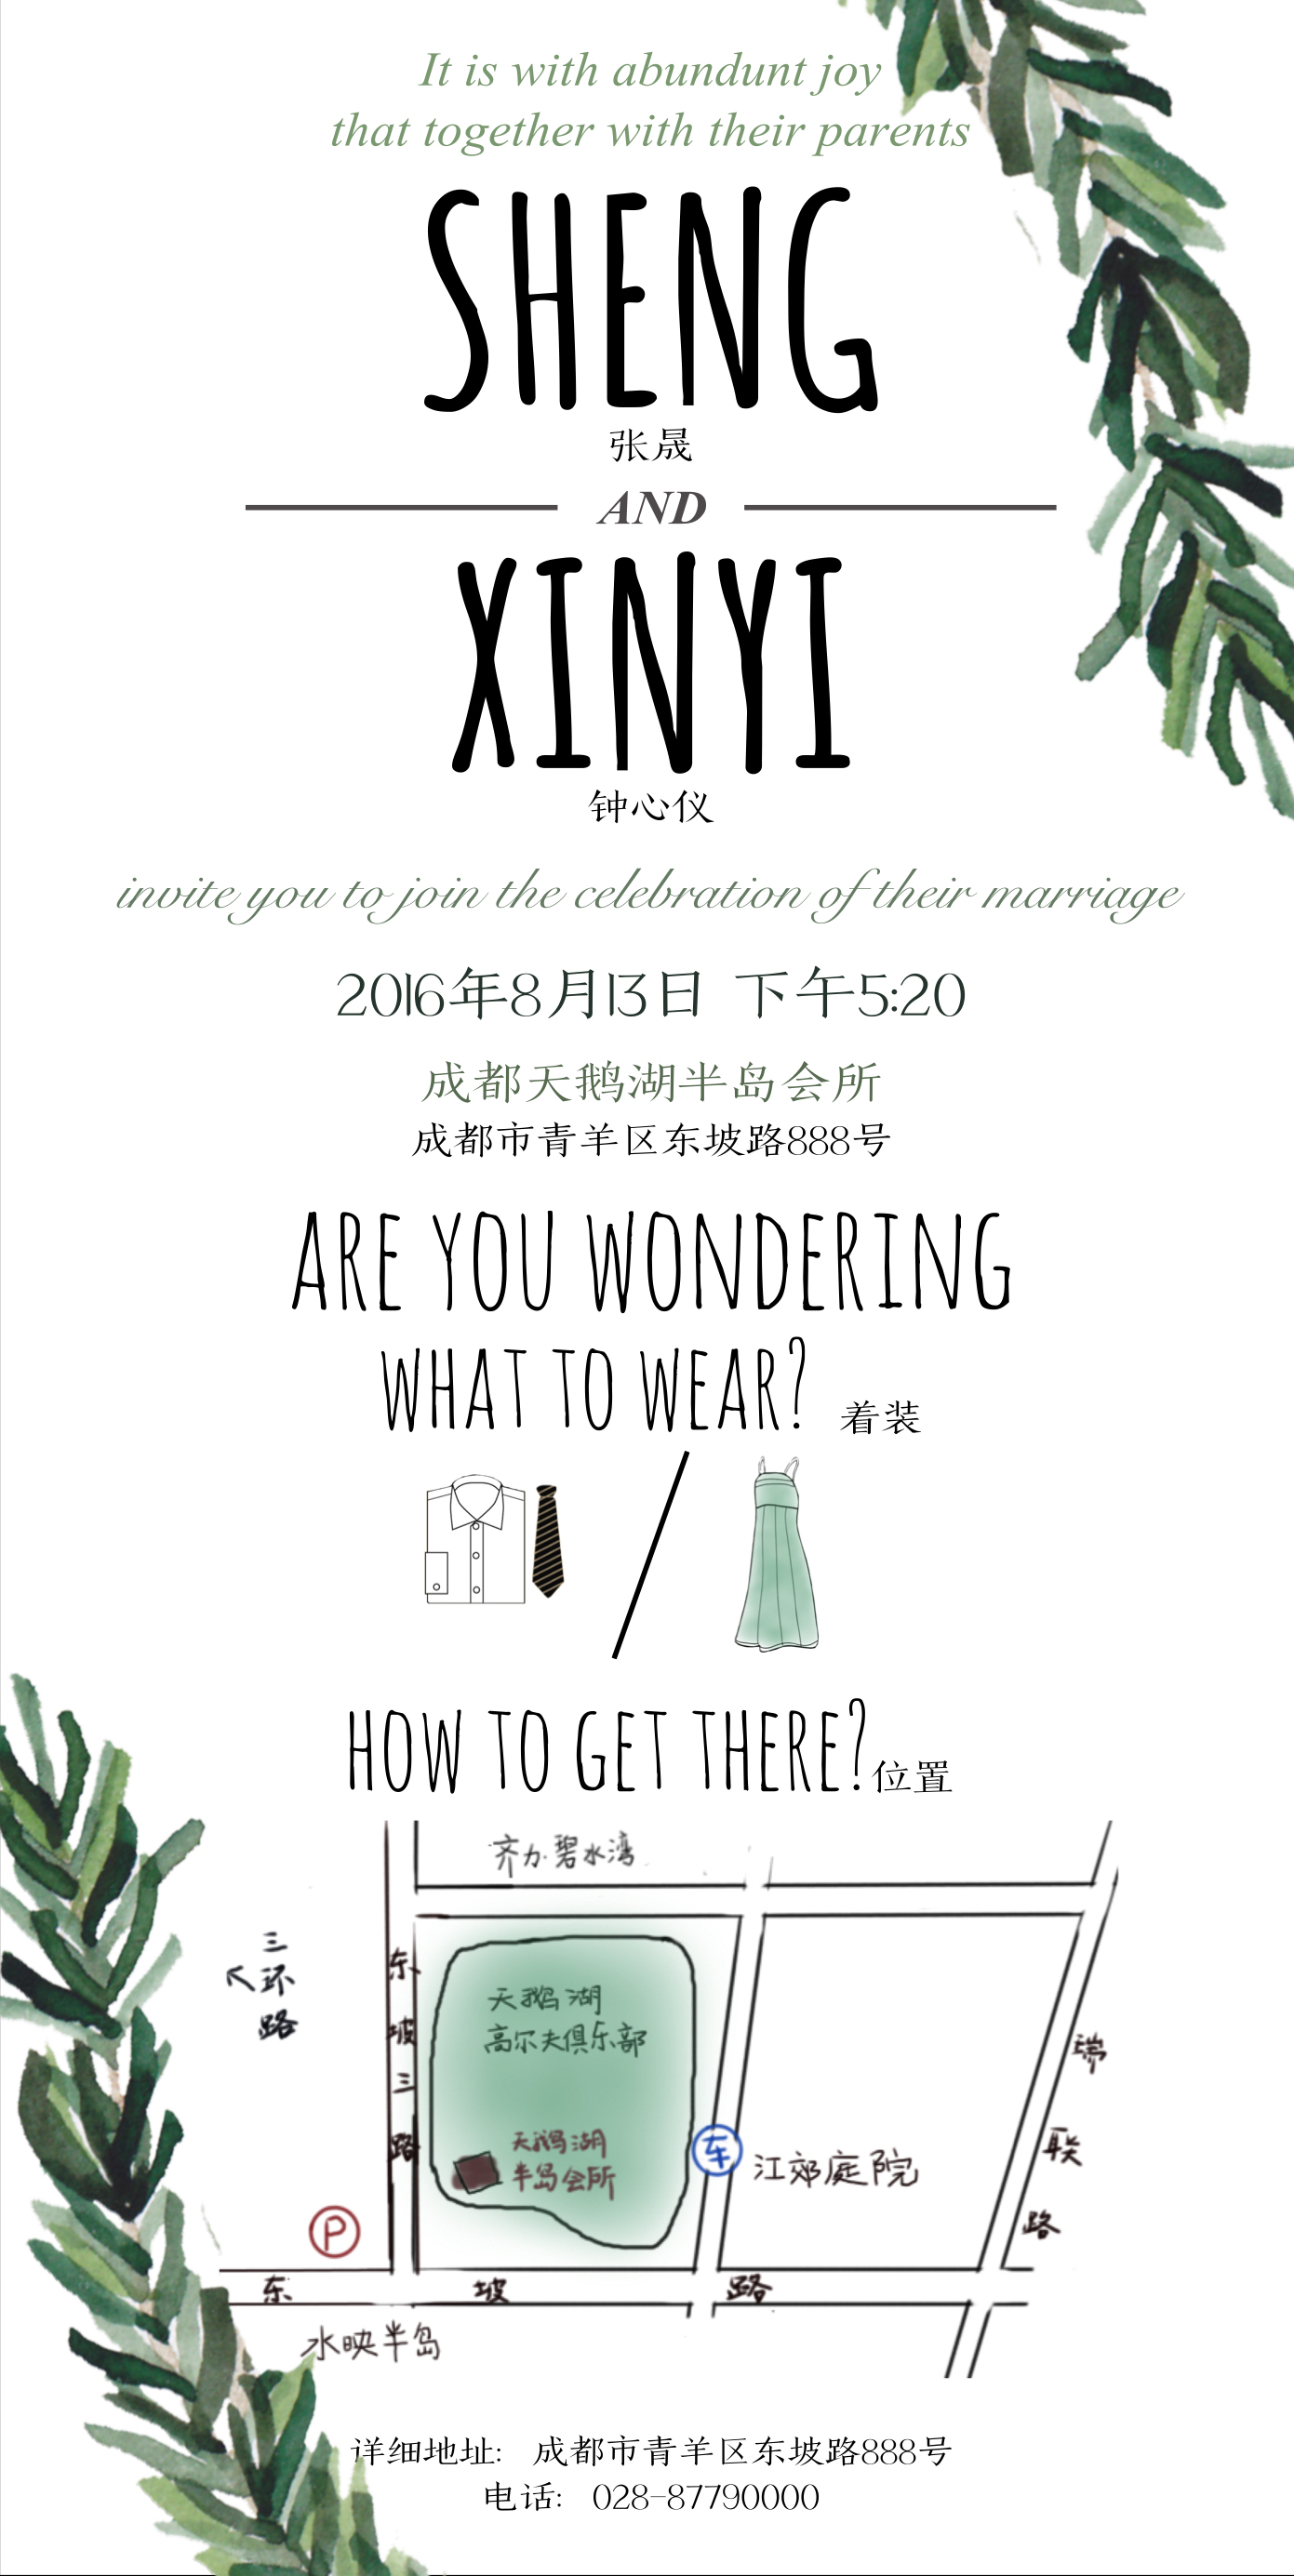 It is with abundunt joy
that together with their parents
SHENG
张晟
AND
XINYI
钟心仪
invite you to join the celebration of their marriage
2016年8月13日 下午5:20
成都天鹅湖半岛会所
成都市青羊区东坡路888号
ARE YOU WONDERING
WHAT TO WEAR? 着装
HOW TO GET THERE?位置
齐力·碧水湾
三环路
东坡三路
天鹅湖
高尔夫俱乐部
天鹅湖
半岛会所
车
江郊庭院
瑞联路
P
东坡路
水映半岛
详细地址: 成都市青羊区东坡路888号
电话: 028-87790000